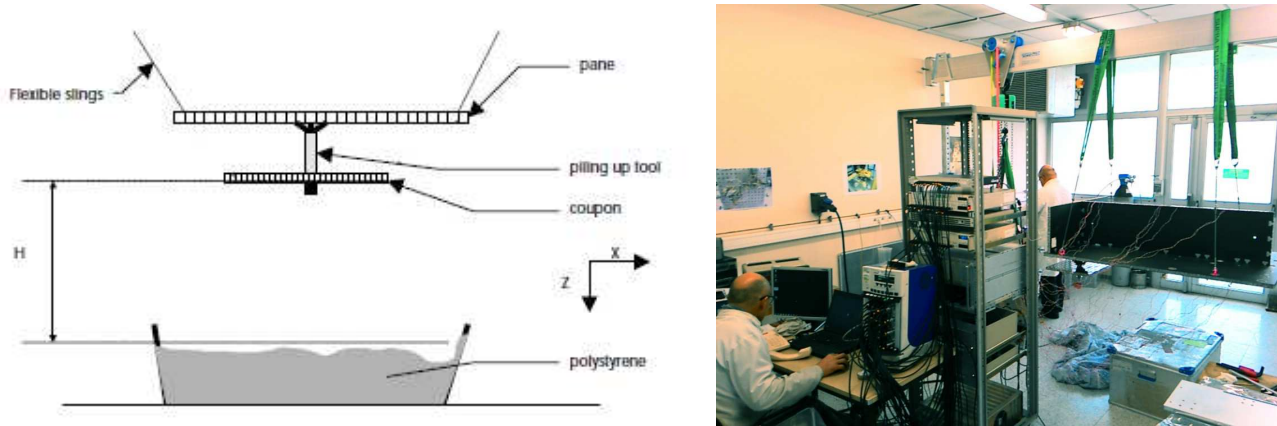 pane
Flexible slings
piling up tool
coupon
H
X
Z
polystyrene